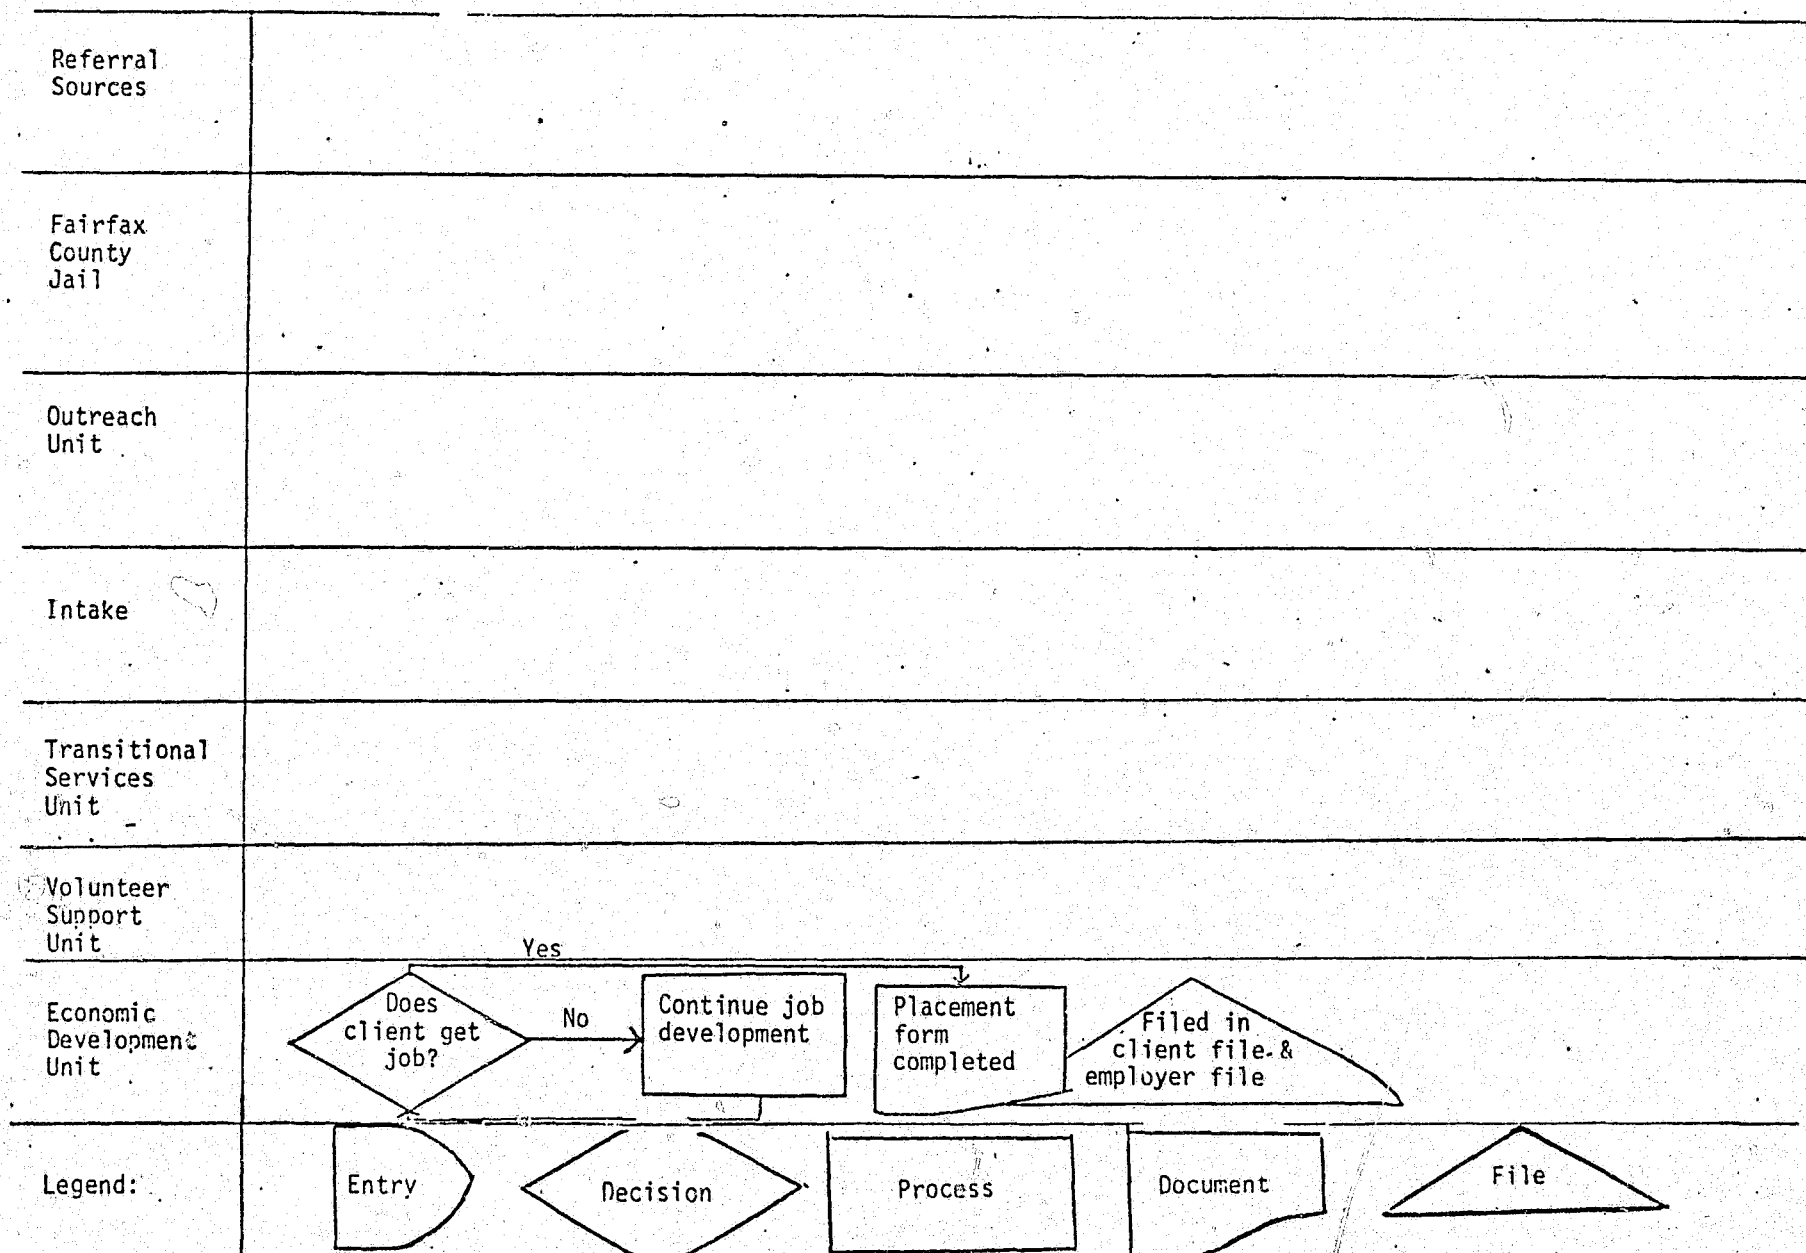 Referral
Sources
Fairfax
County
Jail
Outreach
Unit
Intake
Transitional
Services
Unit
Volunteer
Support
Unit
Yes
Economic
Development
Unit
Does
client get
job?
No
Continue job
development
Placement
form
completed
Filed in
client file &
employer file
Legend:
Entry
Decision
Process
Document
File